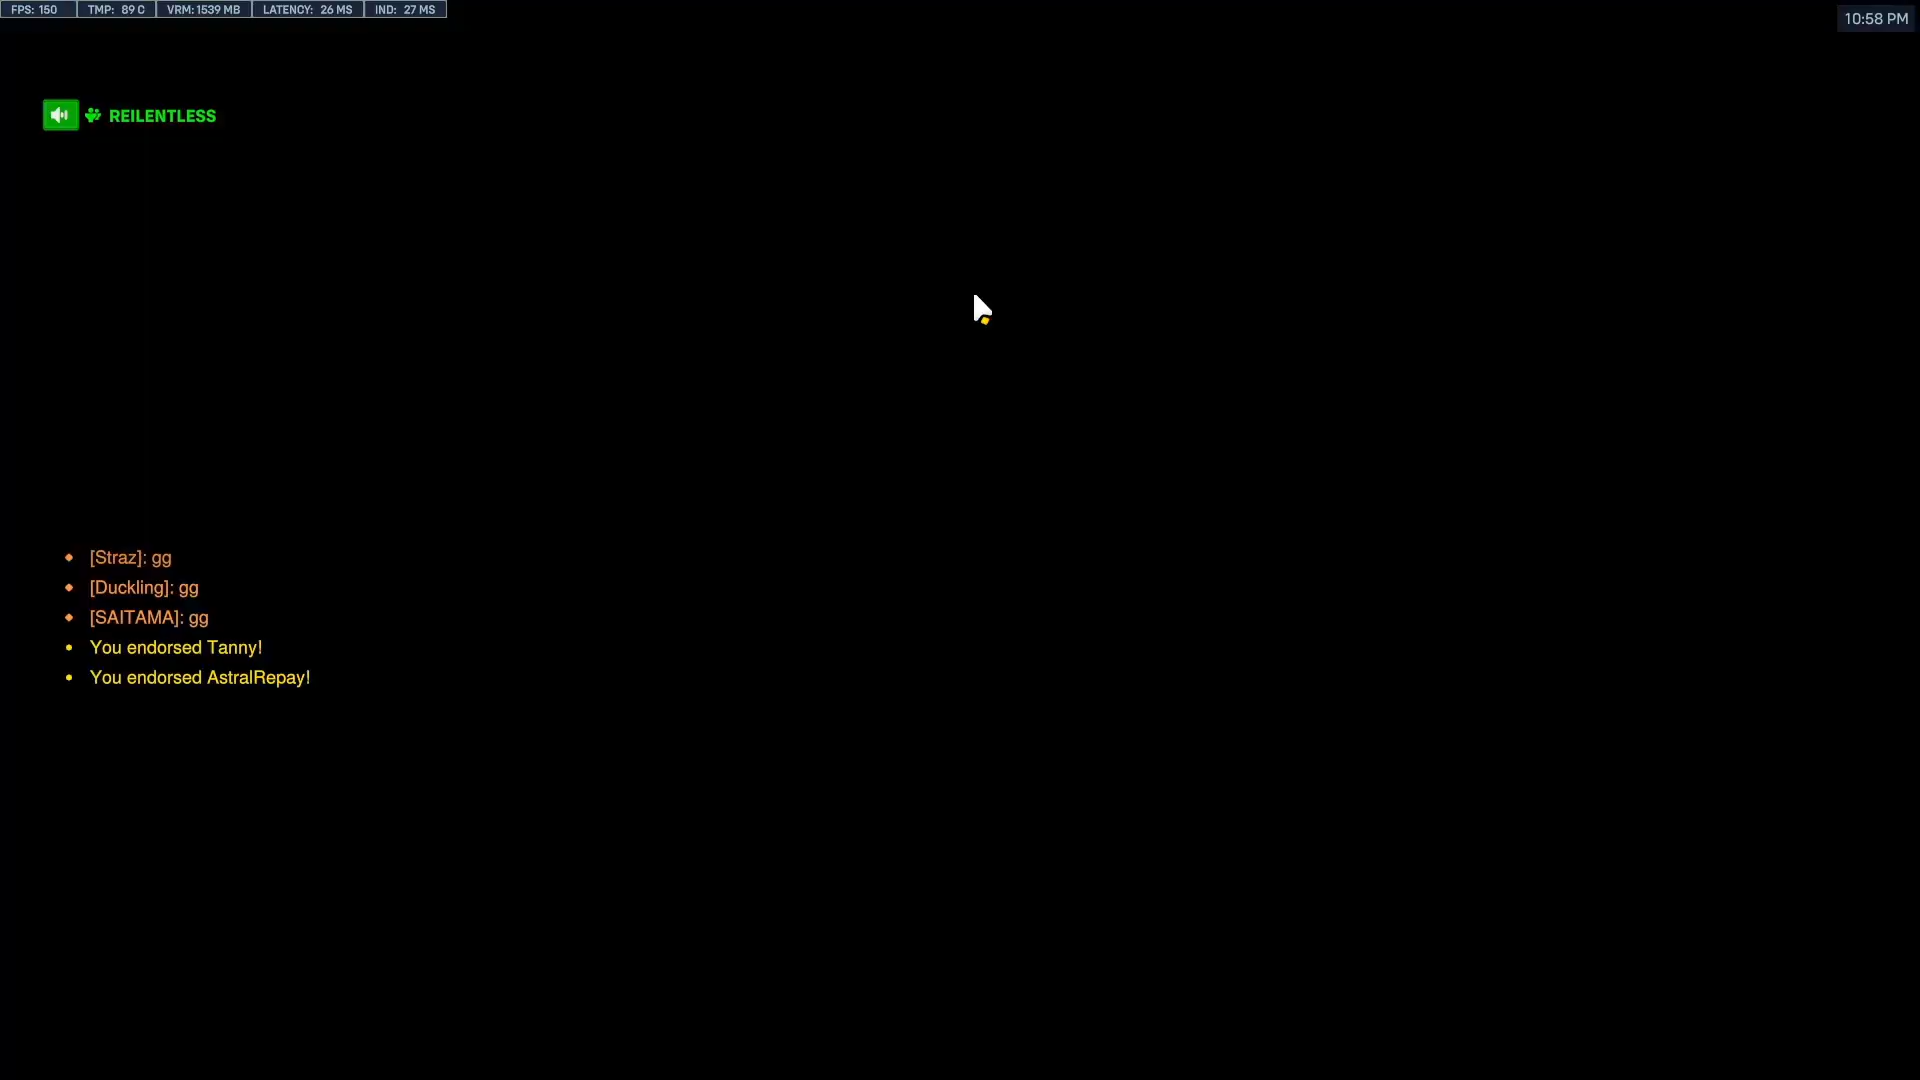 FPS: 150 TMP: 89 C VRM: 1539 MB LATENCY: 26 MS IND: 27 MS
10:58 PM
REILENTLESS
[Straz]: gg
[Duckling]: gg
[SAITAMA]: gg
You endorsed Tanny!
You endorsed AstralRepay!